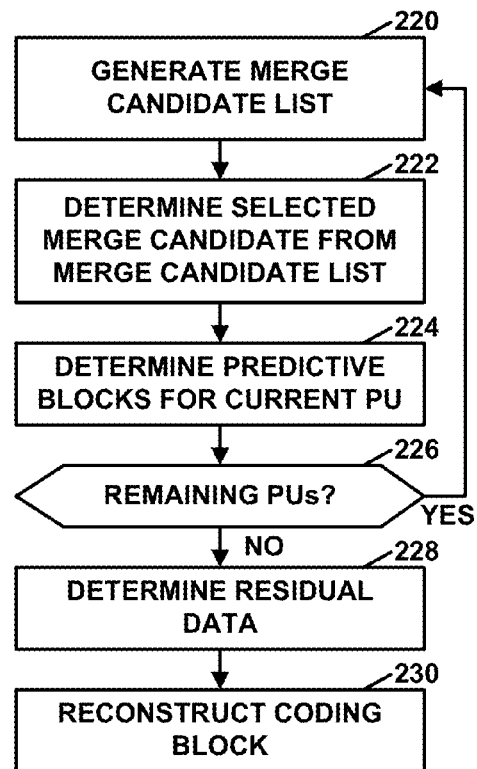 220
GENERATE MERGE
CANDIDATE LIST
222
DETERMINE SELECTED
MERGE CANDIDATE FROM
MERGE CANDIDATE LIST
224
DETERMINE PREDICTIVE
BLOCKS FOR CURRENT PU
226
REMAINING PUs?
YES
NO
228
DETERMINE RESIDUAL
DATA
230
RECONSTRUCT CODING
BLOCK